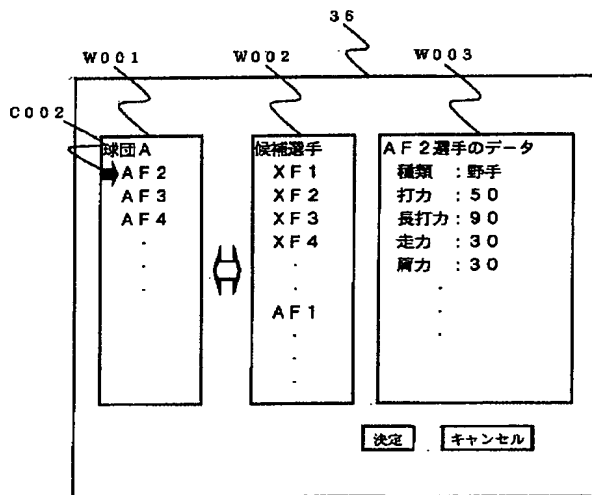 36
W001
W002
W003
C002
球団A
AF2
AF3
AF4
・
・
・
候補選手
XF1
XF2
XF3
XF4
・
・
AF1
・
・
・
AF2選手のデータ
種類 :野手
打力 :50
長打力:90
走力 :30
肩力 :30
・
・
・
決定
キャンセル